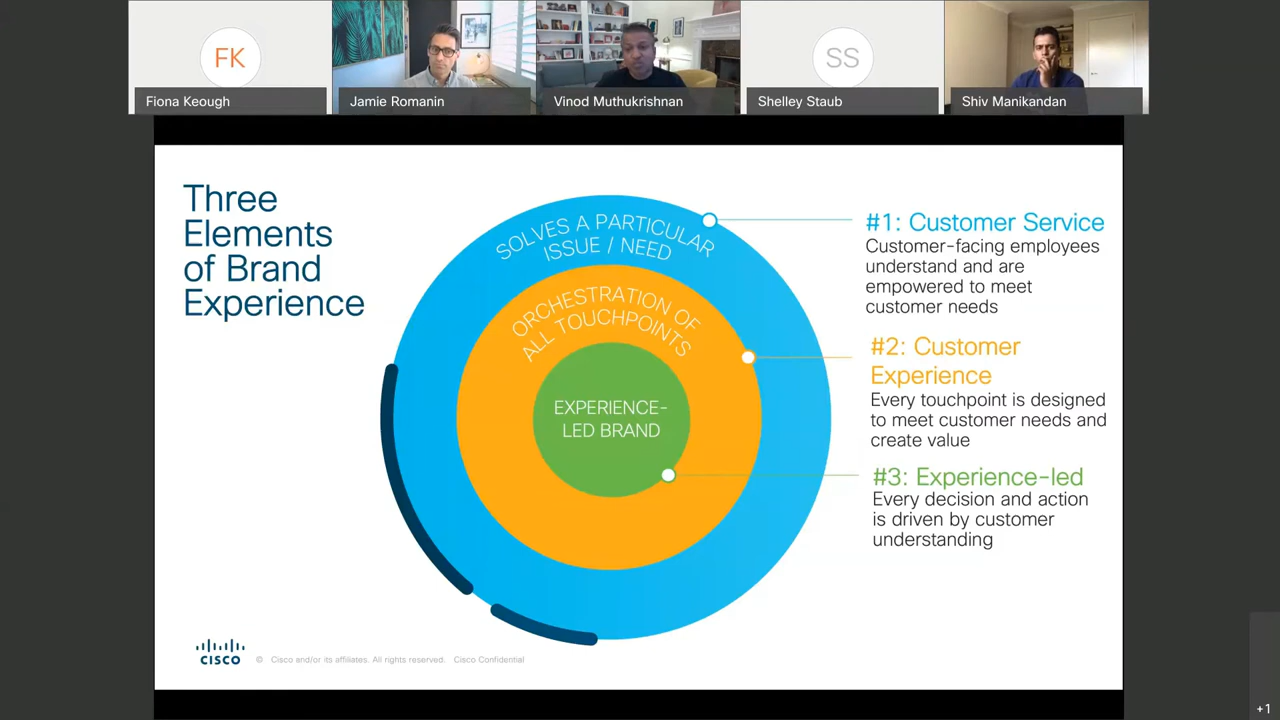 FK
SS
Fiona Keough
Jamie Romanin
Vinod Muthukrishnan
Shelley Staub
Shiv Manikandan
Three
Elements
of Brand
Experience
SOLVES A PARTICULAR
ISSUE / NEED
ORCHESTRATION OF
ALL TOUCHPOINTS
EXPERIENCE-
LED BRAND
#1: Customer Service
Customer-facing employees
understand and are
empowered to meet
customer needs
#2: Customer
Experience
Every touchpoint is designed
to meet customer needs and
create value
#3: Experience-led
Every decision and action
is driven by customer
understanding
CISCO
© Cisco and/or its affiliates. All rights reserved. Cisco Confidential
+1